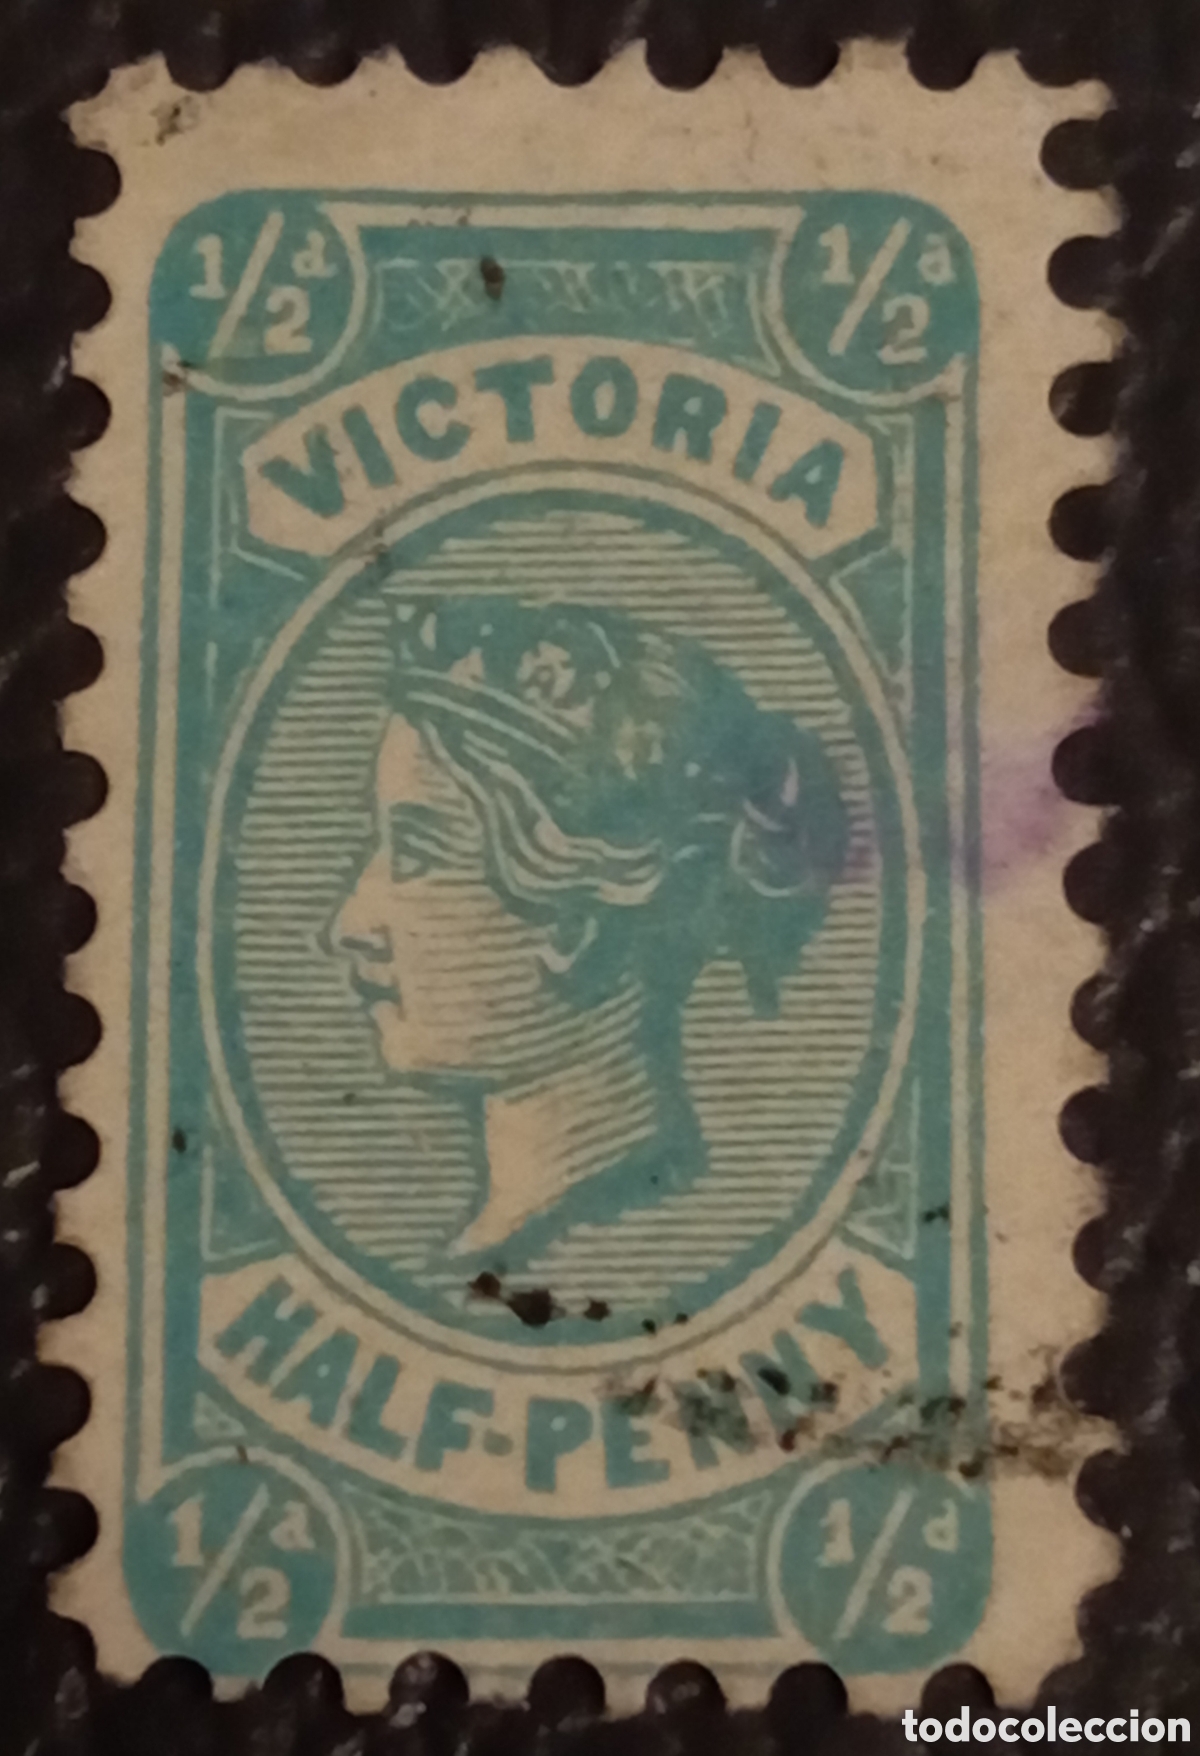 1/2d 1/2d
VICTORIA
HALF-PENNY
1/2d 1/2d
todocoleccion